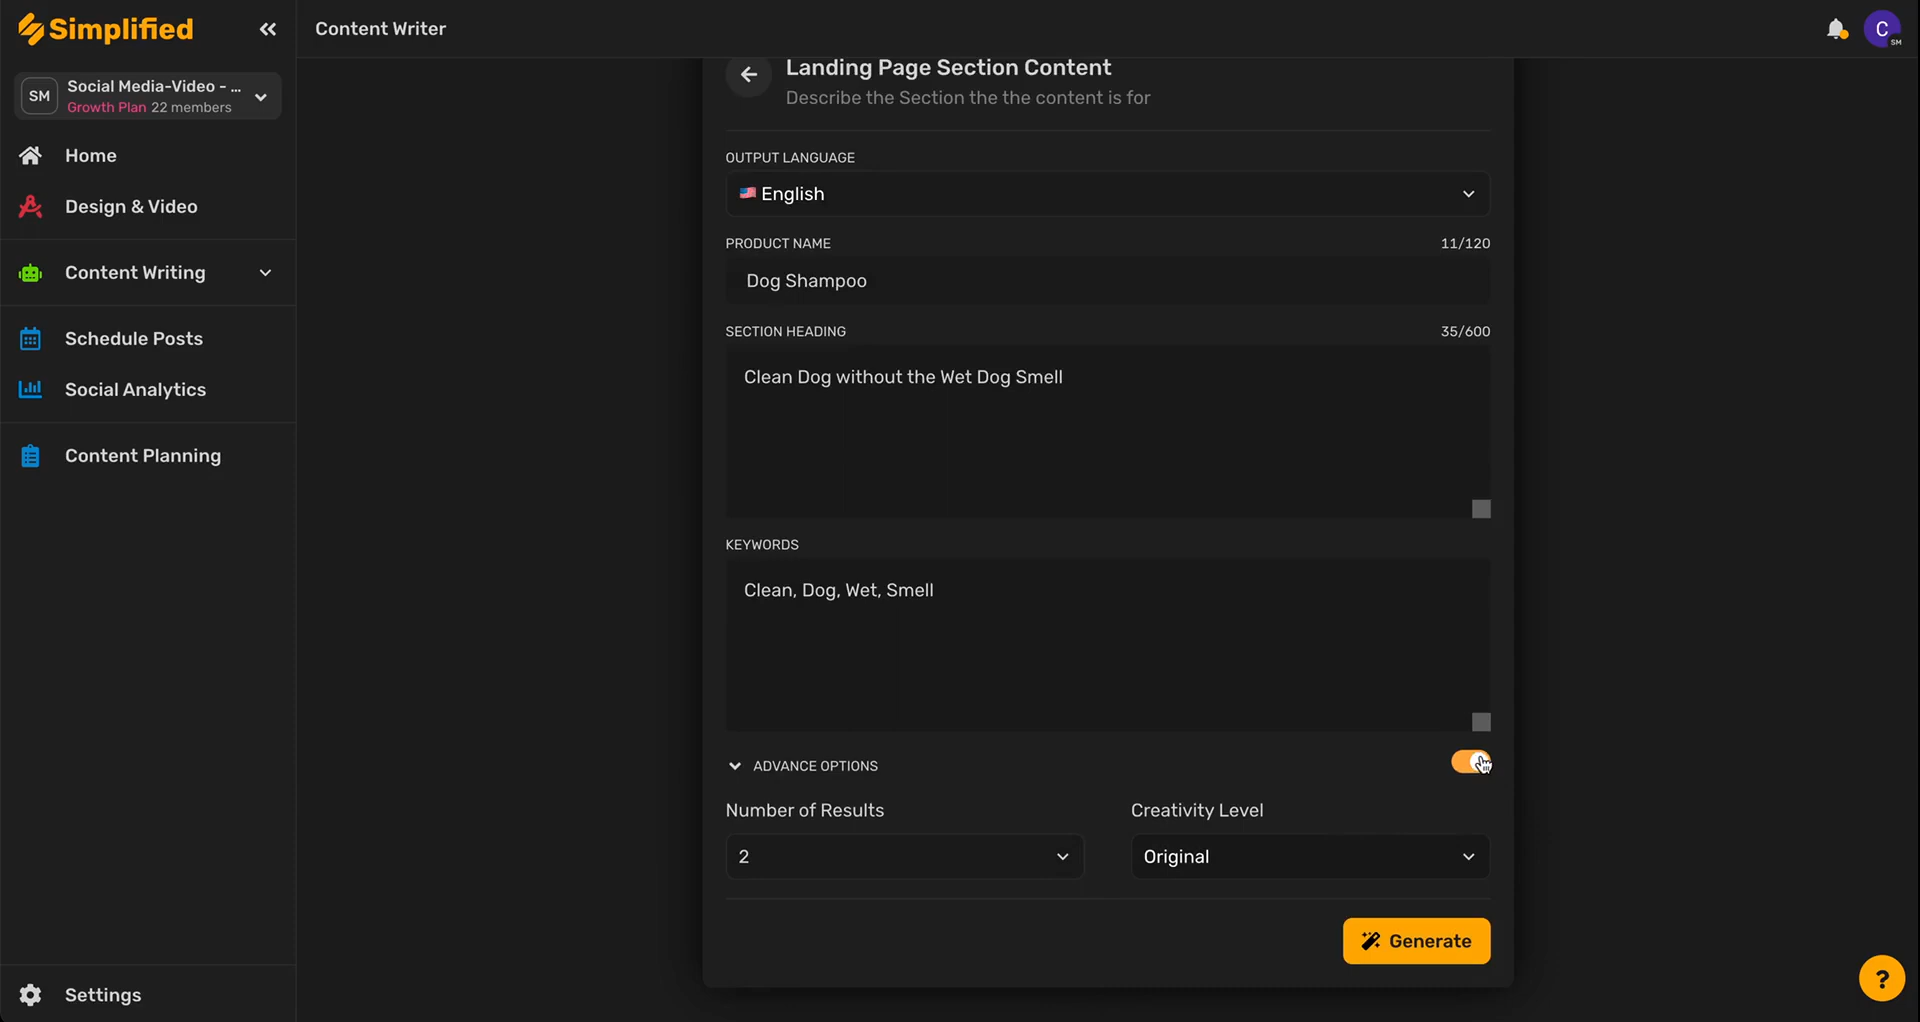 Simplified
SM
Social Media-Video - ...
Growth Plan 22 members
Home
Design & Video
Content Writing
Schedule Posts
Social Analytics
Content Planning
Settings
Content Writer
C
SM
Landing Page Section Content
Describe the Section the the content is for
OUTPUT LANGUAGE
English
PRODUCT NAME 11/120
Dog Shampoo
SECTION HEADING 35/600
Clean Dog without the Wet Dog Smell
KEYWORDS
Clean, Dog, Wet, Smell
ADVANCE OPTIONS
Number of Results Creativity Level
2 Original
Generate
?